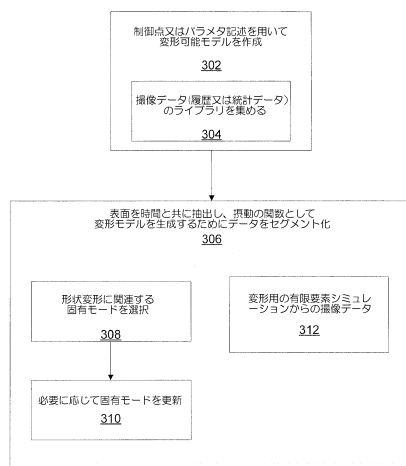 制御点又はパラメタ記述を用いて
変形可能モデルを作成
302
撮像データ(履歴又は統計データ)
のライブラリを集める
304
表面を時間と共に抽出し、摂動の関数として
変形モデルを生成するためにデータをセグメント化
306
形状変形に関連する
固有モードを選択
308
変形用の有限要素シミュレ
ーションからの撮像データ
312
必要に応じて固有モードを更新
310